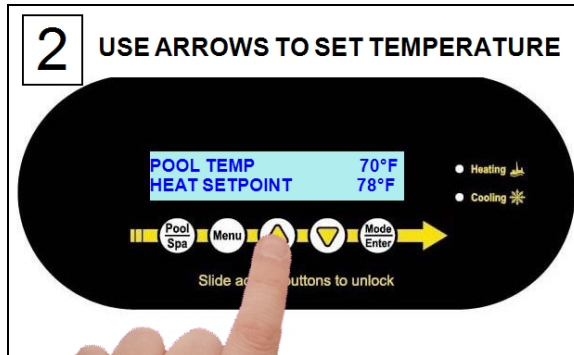 2 USE ARROWS TO SET TEMPERATURE
POOL TEMP 70°F
HEAT SETPOINT 78°F
Heating
Cooling
Pool Spa Menu Mode Enter
Slide ac buttons to unlock